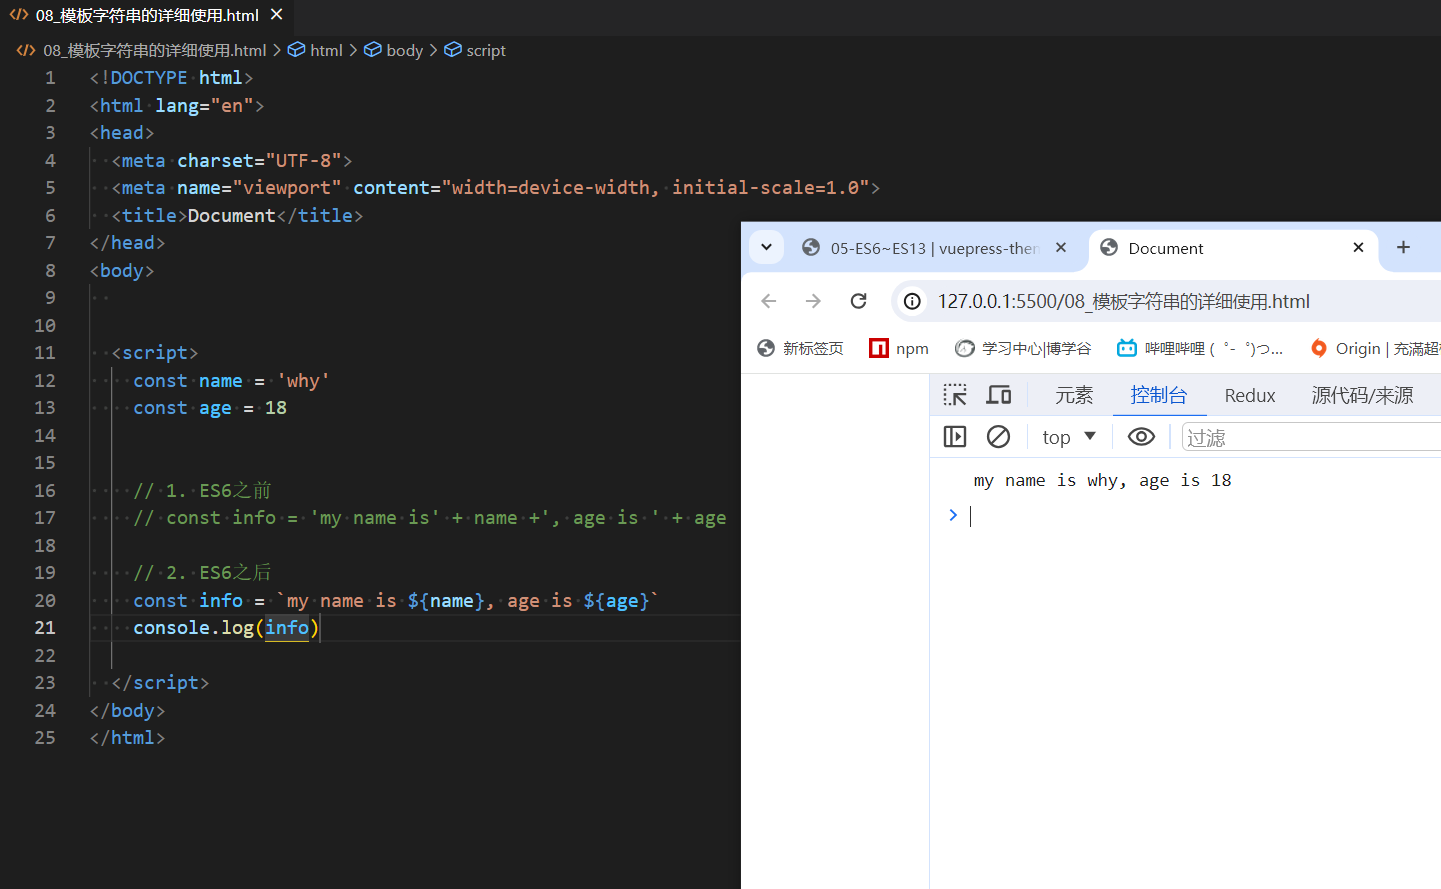 08_模板字符串的详细使用.html
08_模板字符串的详细使用.html > html > body > script
1 <!DOCTYPE html>
2 <html lang="en">
3 <head>
4 <meta charset="UTF-8">
5 <meta name="viewport" content="width=device-width, initial-scale=1.0">
6 <title>Document</title>
7 </head>
8 <body>
9
10
11 <script>
12 const name = 'why'
13 const age = 18
14
15
16 // 1. ES6之前
17 // const info = 'my name is' + name +', age is ' + age
18
19 // 2. ES6之后
20 const info = `my name is ${name}, age is ${age}`
21 console.log(info)
22
23 </script>
24 </body>
25 </html>
05-ES6~ES13 | vuepress-then
Document
127.0.0.1:5500/08_模板字符串的详细使用.html
新标签页 npm 学习中心|博学谷 哔哩哔哩 ( ゜- ゜)つ... Origin | 充满超
元素 控制台 Redux 源代码/来源
top 过滤
my name is why, age is 18
>